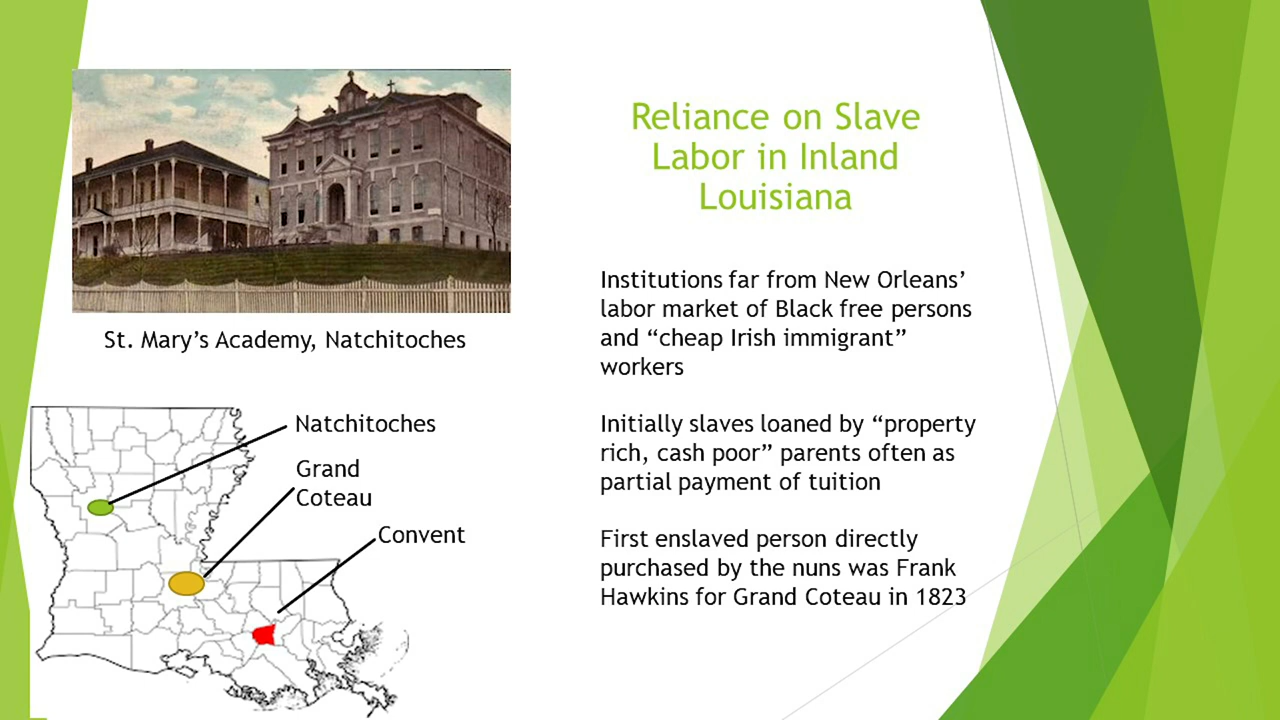 Reliance on Slave
Labor in Inland
Louisiana
St. Mary’s Academy, Natchitoches
Natchitoches
Grand
Coteau
Convent
Institutions far from New Orleans’
labor market of Black free persons
and “cheap Irish immigrant”
workers
Initially slaves loaned by “property
rich, cash poor” parents often as
partial payment of tuition
First enslaved person directly
purchased by the nuns was Frank
Hawkins for Grand Coteau in 1823